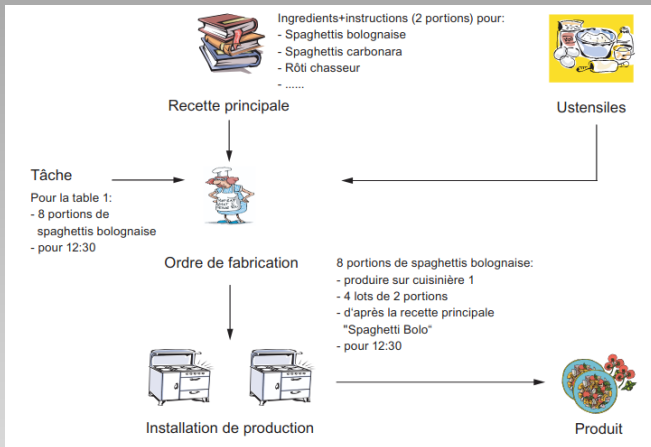 Ingredients+instructions (2 portions) pour:
- Spaghettis bolognaise
- Spaghettis carbonara
- Rôti chasseur
- ......
Recette principale
Ustensiles
Tâche
Pour la table 1:
- 8 portions de
spaghettis bolognaise
- pour 12:30
Ordre de fabrication
8 portions de spaghettis bolognaise:
- produire sur cuisinière 1
- 4 lots de 2 portions
- d'après la recette principale
"Spaghetti Bolo"
- pour 12:30
Installation de production
Produit